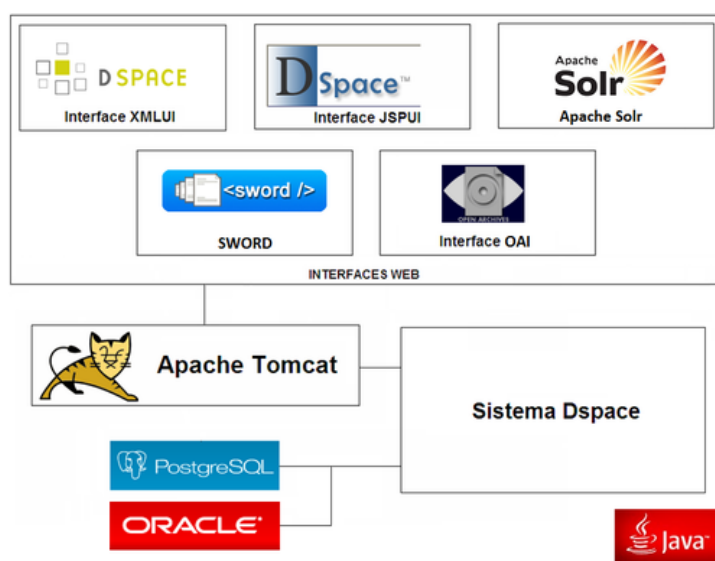 DSPACE
Interface XMLUI
DSpace™
Interface JSPUI
Apache
Solr
Apache Solr
<sword />
SWORD
OPEN ARCHIVES
Interface OAI
INTERFACES WEB
Apache Tomcat
Sistema Dspace
PostgreSQL
ORACLE®
Java™